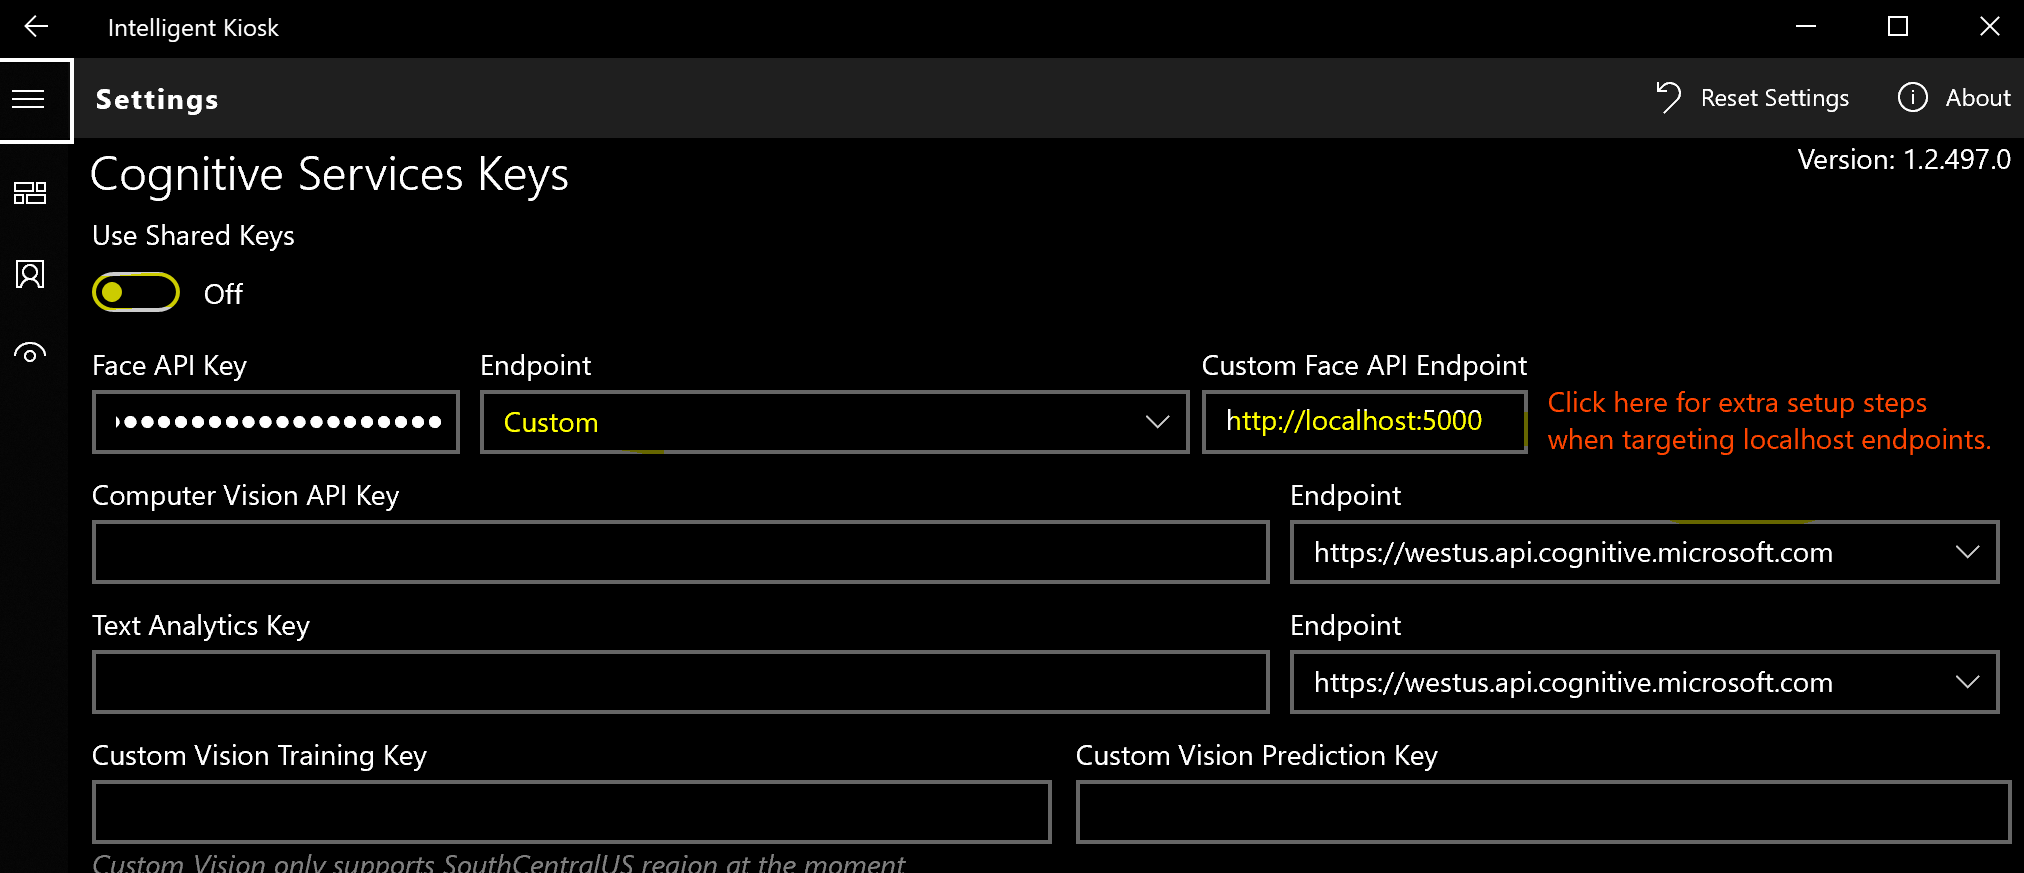 Intelligent Kiosk
Settings
Reset Settings
About
Cognitive Services Keys
Version: 1.2.497.0
Use Shared Keys
Off
Face API Key
Endpoint
Custom Face API Endpoint
Custom
http://localhost:5000
Click here for extra setup steps
when targeting localhost endpoints.
Computer Vision API Key
Endpoint
https://westus.api.cognitive.microsoft.com
Text Analytics Key
Endpoint
https://westus.api.cognitive.microsoft.com
Custom Vision Training Key
Custom Vision Prediction Key
Custom Vision only supports SouthCentralUS region at the moment